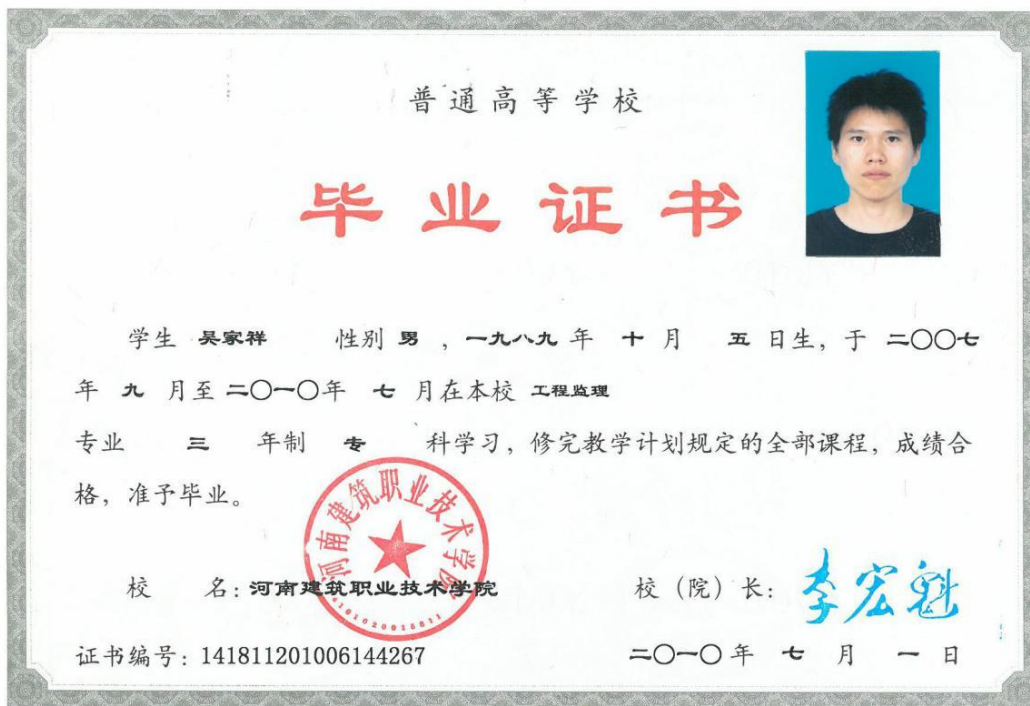 普通高等学校
毕业证书
学生 吴家祥 性别 男 ，一九八九 年 十 月 五 日生，于 二〇〇七
年 九 月至 二〇一〇年 七 月在本校 工程监理
专业 三 年制 专 科学习，修完教学计划规定的全部课程，成绩合
格，准予毕业。
河南建筑职业技术学院
校 名：河南建筑职业技术学院 校（院）长：李宏魁
4101020015811
证书编号：141811201006144267 二〇一〇 年 七 月 一 日